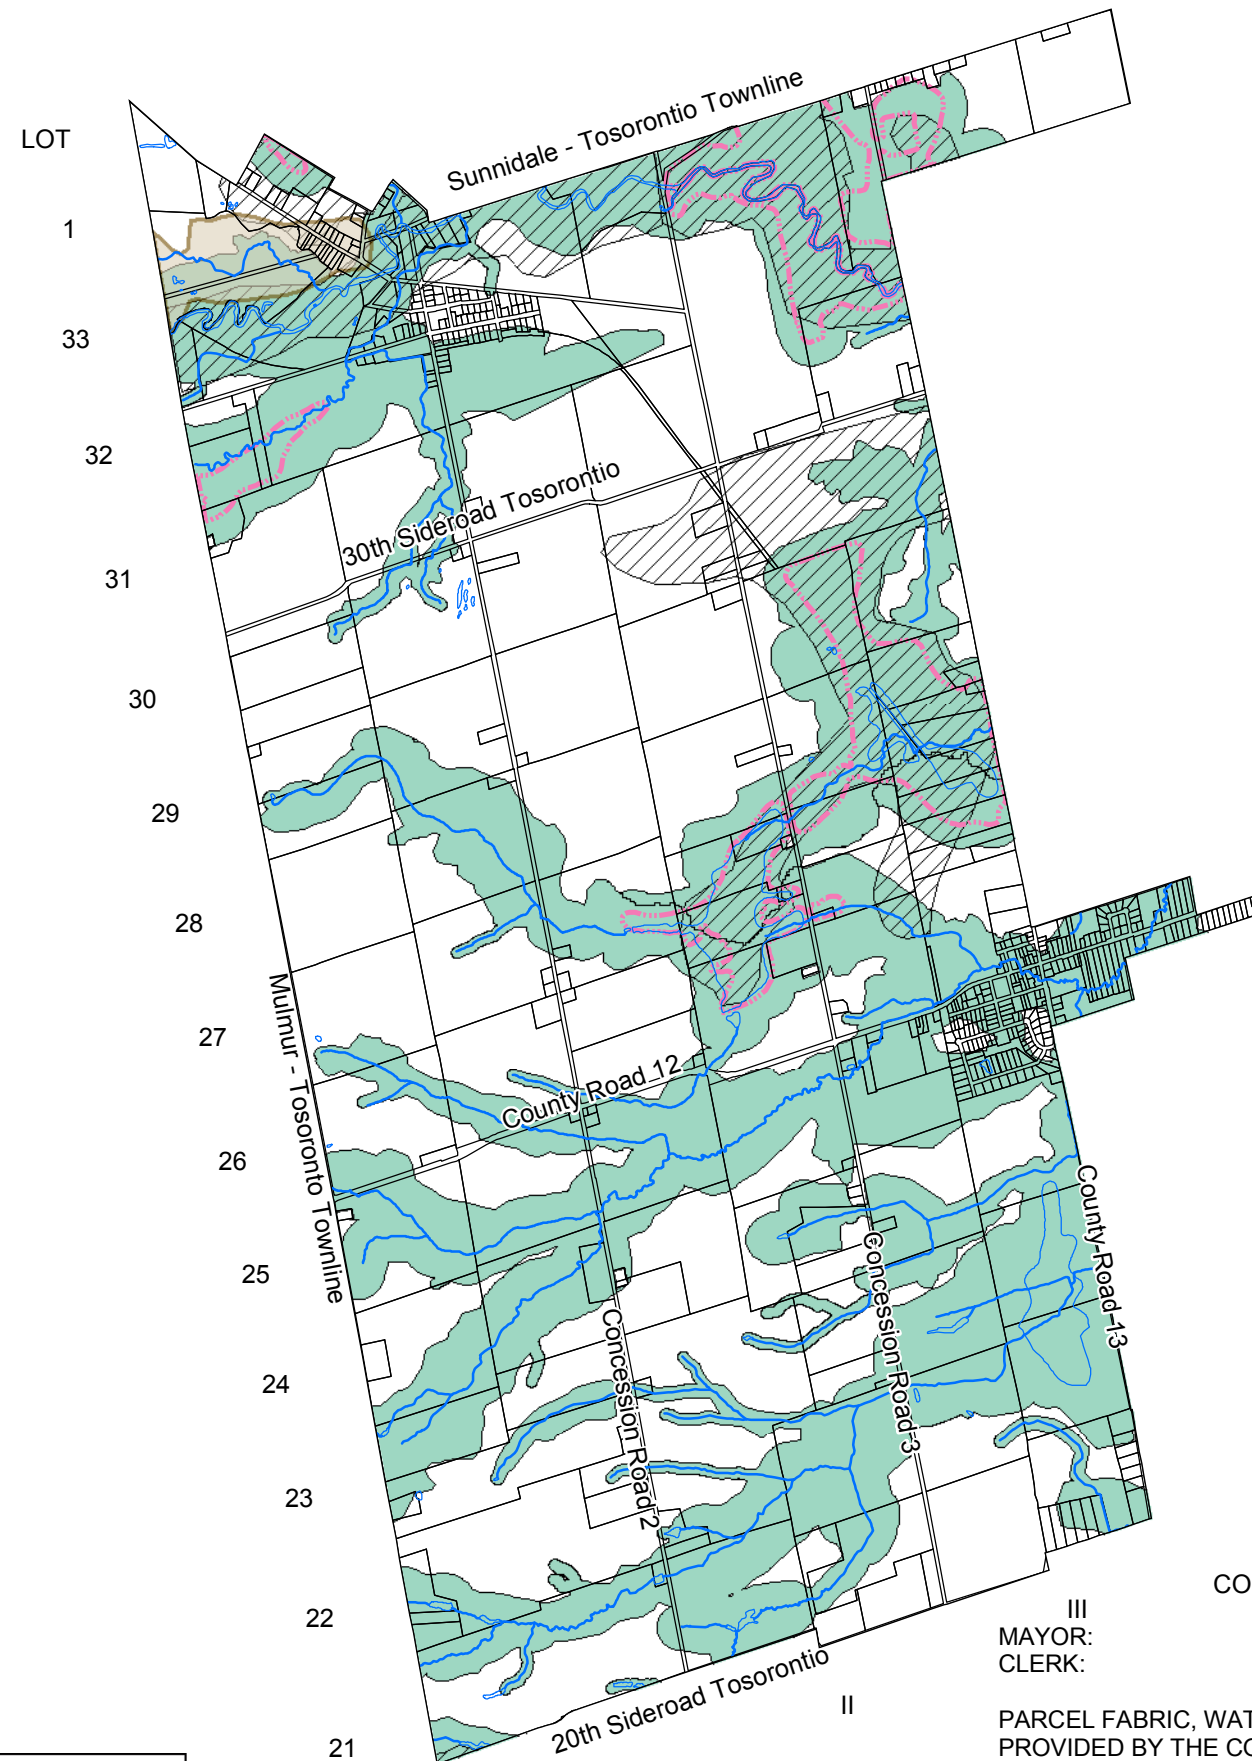 LOT
Sunnidale - Tosorontio Townline
1
33
32
30th Sideroad Tosorontio
31
30
29
28
Mulmur - Tosoronto Townline
27
County Road 12
26
County Road 13
25
Concession Road 3
Concession Road 2
24
23
22
CO
III
MAYOR:
CLERK:
20th Sideroad Tosorontio
II
PARCEL FABRIC, WAT
PROVIDED BY THE CO
21